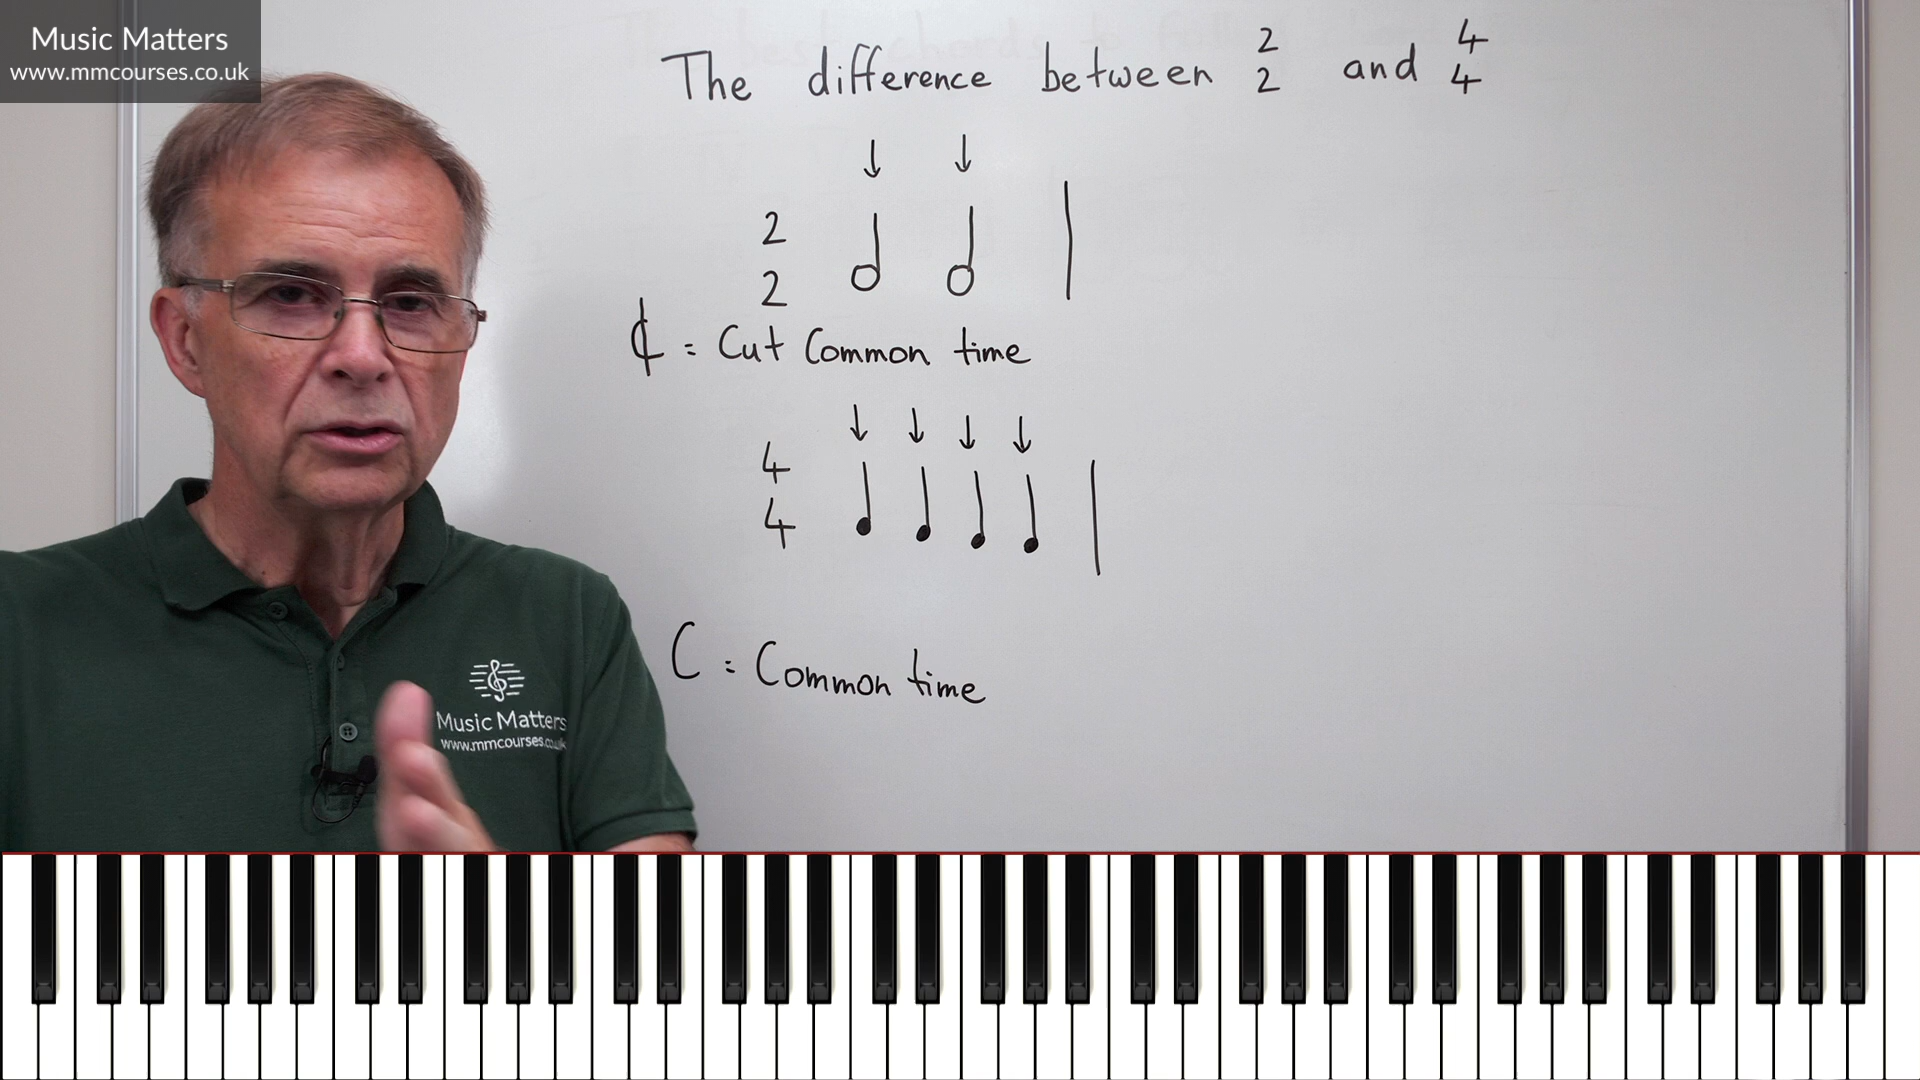 Music Matters
www.mmcourses.co.uk
The difference between 2/2 and 4/4
2
2
¢ = Cut Common time
4
4
C = Common time
Music Matters
www.mmcourses.co.uk